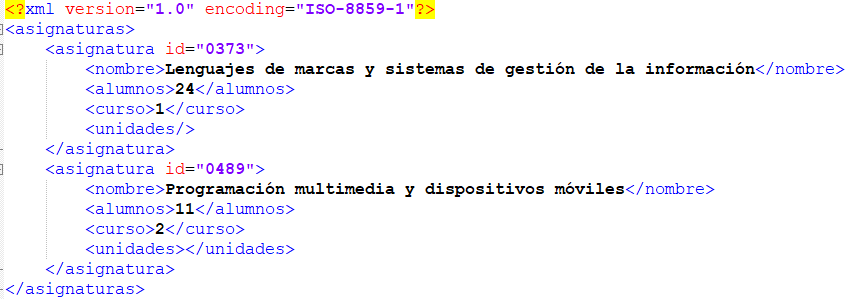 <?xml version="1.0" encoding="ISO-8859-1"?>
<asignaturas>
    <asignatura id="0373">
        <nombre>Lenguajes de marcas y sistemas de gestión de la información</nombre>
        <alumnos>24</alumnos>
        <curso>1</curso>
        <unidades/>
    </asignatura>
    <asignatura id="0489">
        <nombre>Programación multimedia y dispositivos móviles</nombre>
        <alumnos>11</alumnos>
        <curso>2</curso>
        <unidades></unidades>
    </asignatura>
</asignaturas>